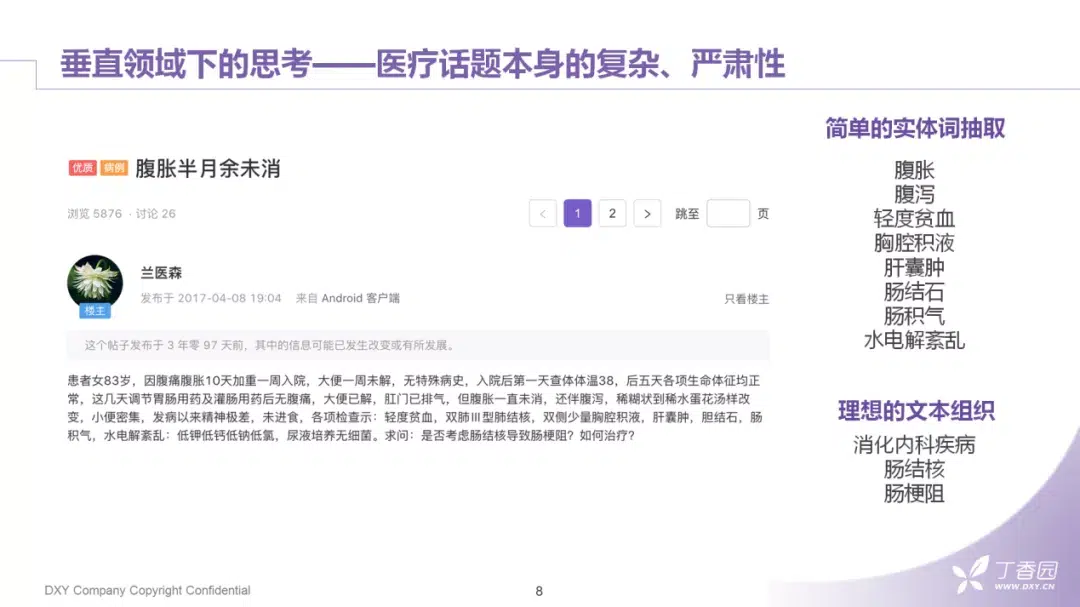 垂直领域下的思考——医疗话题本身的复杂、严肃性
优质 病例 腹胀半月余未消
浏览 5876 · 讨论 26
< 1 2 > 跳至 页
兰医森
发布于 2017-04-08 19:04 来自 Android 客户端
只看楼主
楼主
这个帖子发布于 3 年零 97 天前，其中的信息可能已发生改变或有所发展。
患者女83岁，因腹痛腹胀10天加重一周入院，大便一周未解，无特殊病史，入院后第一天查体体温38，后五天各项生命体征均正
常，这几天调节胃肠用药及灌肠用药后无腹痛，大便已解，肛门已排气，但腹胀一直未消，还伴腹泻，稀糊状到稀水蛋花汤样改
变，小便密集，发病以来精神极差，未进食，各项检查示：轻度贫血，双肺Ⅲ型肺结核，双侧少量胸腔积液，肝囊肿，胆结石，肠
积气，水电解紊乱：低钾低钙低钠低氯，尿液培养无细菌。求问：是否考虑肠结核导致肠梗阻？如何治疗？
简单的实体词抽取
腹胀
腹泻
轻度贫血
胸腔积液
肝囊肿
肠结石
肠积气
水电解紊乱
理想的文本组织
消化内科疾病
肠结核
肠梗阻
DXY Company Copyright Confidential
8
丁香园
WWW.DXY.CN